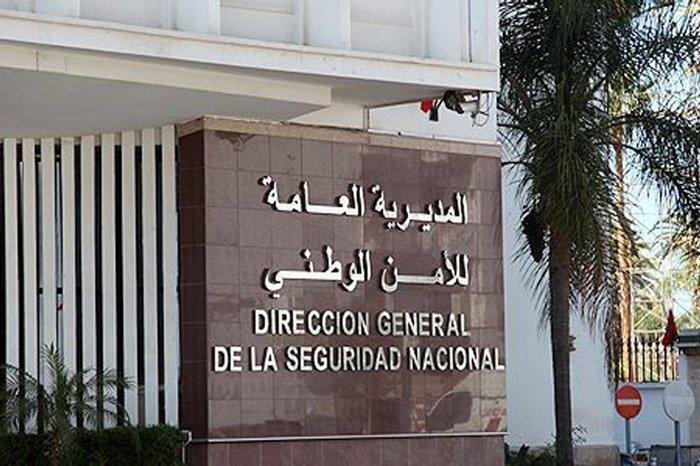 المديرية العامة
للأمن الوطني
DIRECCION GENERAL
DE LA SEGURIDAD NACIONAL